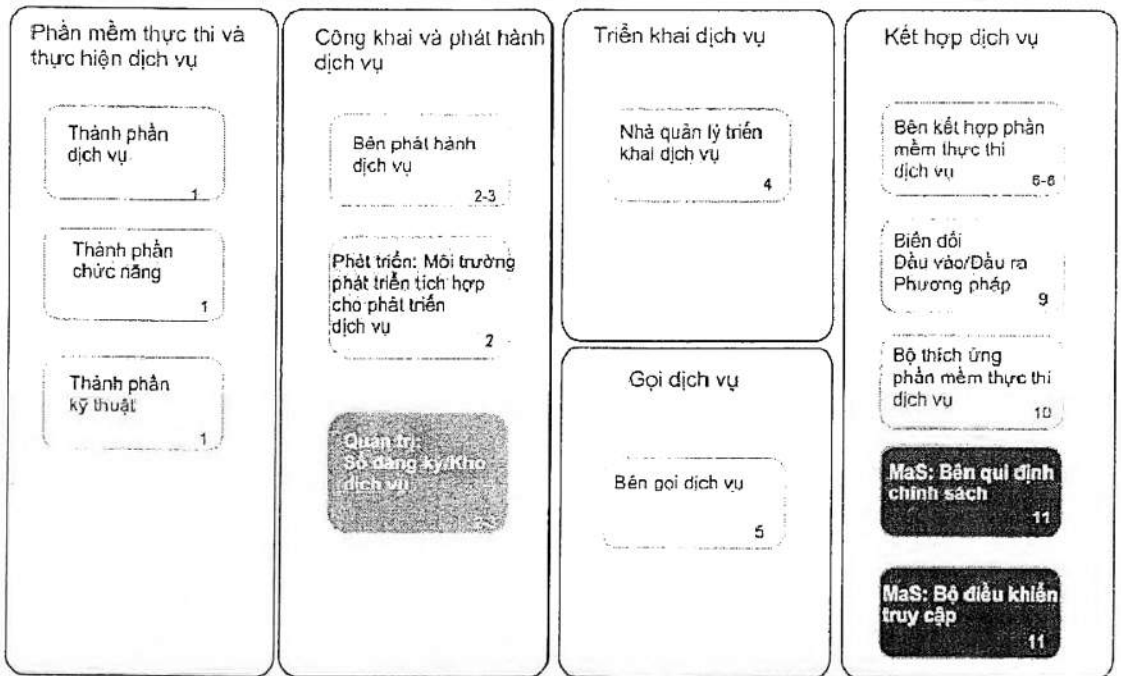 Phần mềm thực thi và
thực hiện dịch vụ
Thành phần
dịch vụ
1
Thành phần
chức năng
1
Thành phần
kỹ thuật
1
Công khai và phát hành
dịch vụ
Bên phát hành
dịch vụ
2-3
Phát triển: Môi trường
phát triển tích hợp
cho phát triển
dịch vụ
2
Quản trị:
Sổ đăng ký/Kho
dịch vụ
Triển khai dịch vụ
Nhà quản lý triển
khai dịch vụ
4
Gọi dịch vụ
Bên gọi dịch vụ
5
Kết hợp dịch vụ
Bên kết hợp phần
mềm thực thi
dịch vụ
6-8
Biến đổi
Đầu vào/Đầu ra
Phương pháp
9
Bộ thích ứng
phần mềm thực thi
dịch vụ
10
MaS: Bên qui định
chính sách
11
MaS: Bộ điều khiển
truy cập
11